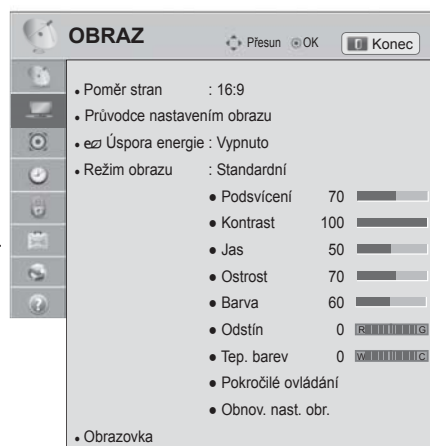 OBRAZ Přesun OK Konec
Poměr stran : 16:9
Průvodce nastavením obrazu
Úspora energie : Vypnuto
Režim obrazu : Standardní
Podsvícení 70
Kontrast 100
Jas 50
Ostrost 70
Barva 60
Odstín 0 R G
Tep. barev 0 W C
Pokročilé ovládání
Obnov. nast. obr.
Obrazovka